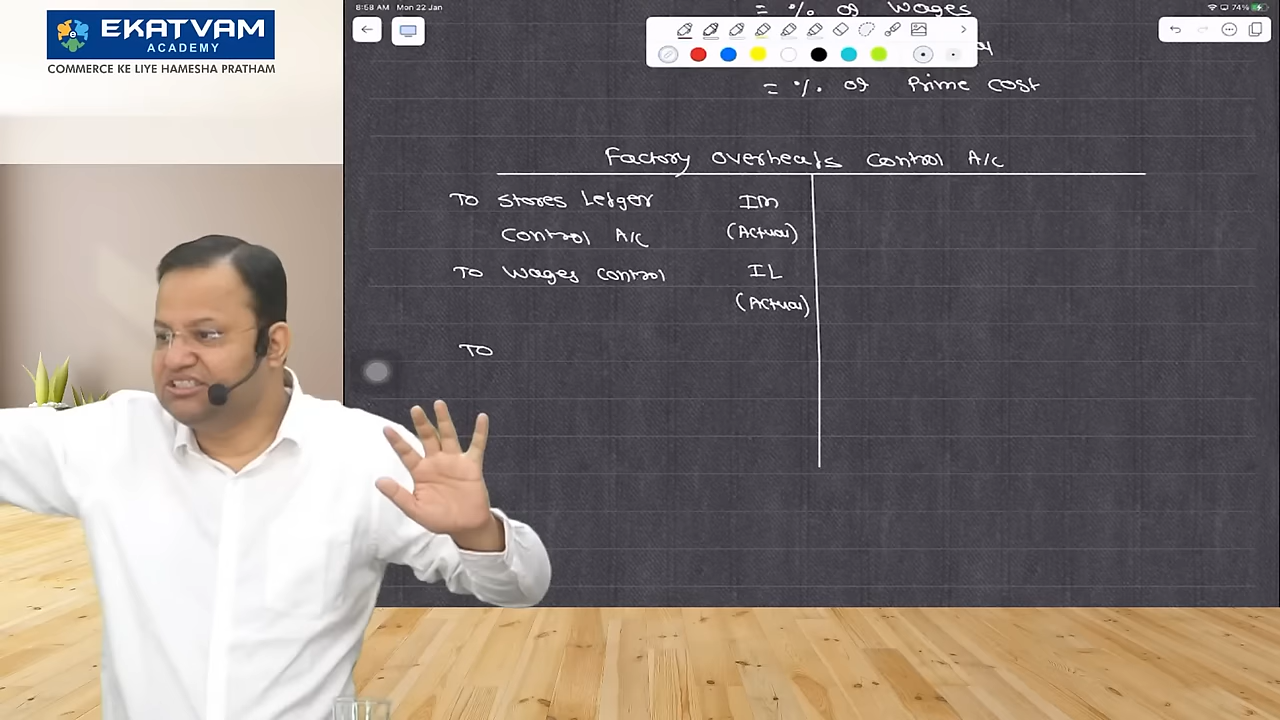 EKATVAM
ACADEMY
COMMERCE KE LIYE HAMESHA PRATHAM
8:58 AM Mon 22 Jan
74%
= % of Wages
= % of Prime Cost
Factory Overheads Control A/c
To Stores Ledger IM
Control A/c (Actual)
To Wages Control IL
(Actual)
To